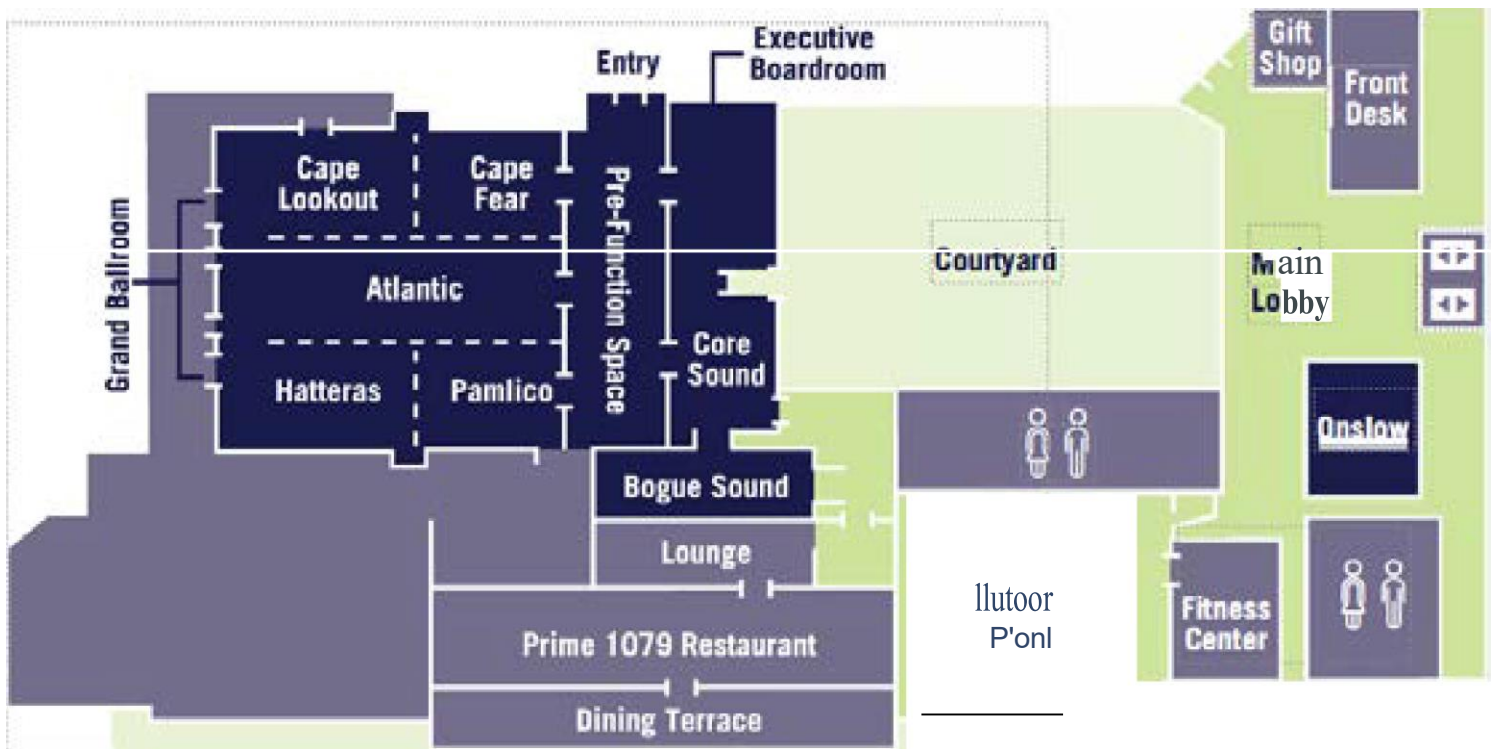 Executive
Boardroom
Entry
Gift
Shop
Front
Desk
Cape
Lookout
Cape
Fear
Pre-Function Space
Grand Ballroom
Atlantic
Courtyard
Main
Lobby
Hatteras
Pamlico
Core
Sound
Onslow
Bogue Sound
Lounge
llutoor
P'onl
Fitness
Center
Prime 1079 Restaurant
Dining Terrace